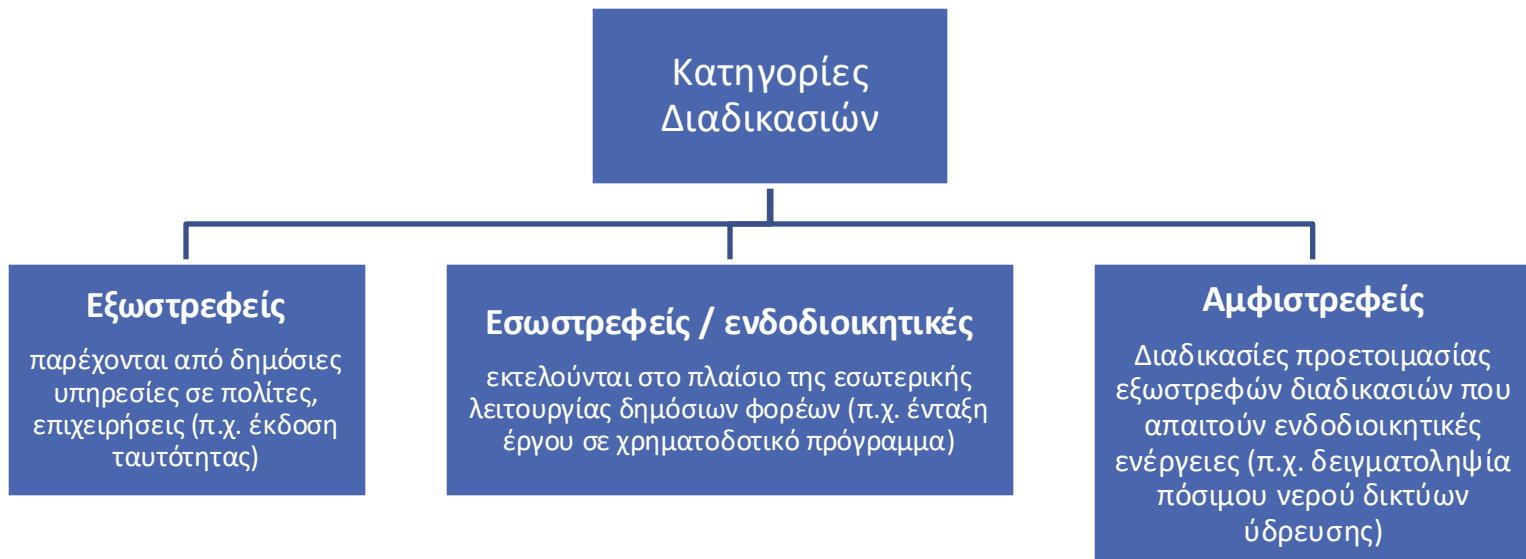 Κατηγορίες
Διαδικασιών
Εξωστρεφείς
παρέχονται από δημόσιες
υπηρεσίες σε πολίτες,
επιχειρήσεις (π.χ. έκδοση
ταυτότητας)
Εσωστρεφείς / ενδοδιοικητικές
εκτελούνται στο πλαίσιο της εσωτερικής
λειτουργίας δημόσιων φορέων (π.χ. ένταξη
έργου σε χρηματοδοτικό πρόγραμμα)
Αμφιστρεφείς
Διαδικασίες προετοιμασίας
εξωστρεφών διαδικασιών που
απαιτούν ενδοδιοικητικές
ενέργειες (π.χ. δειγματοληψία
πόσιμου νερού δικτύων
ύδρευσης)